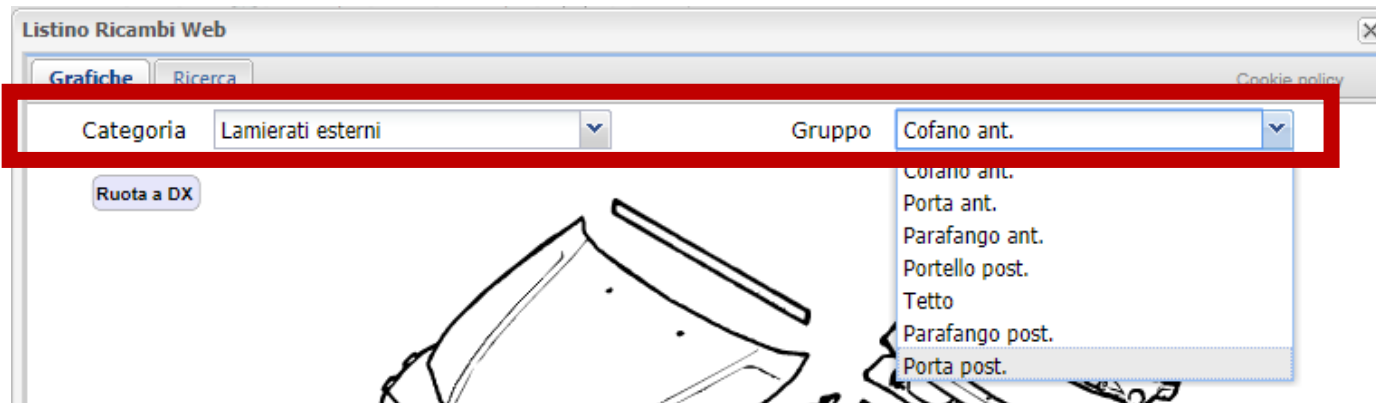 Listino Ricambi Web
Grafiche Ricerca Cookie policy
Categoria Lamierati esterni Gruppo Cofano ant.
Ruota a DX
Cofano ant.
Porta ant.
Parafango ant.
Portello post.
Tetto
Parafango post.
Porta post.